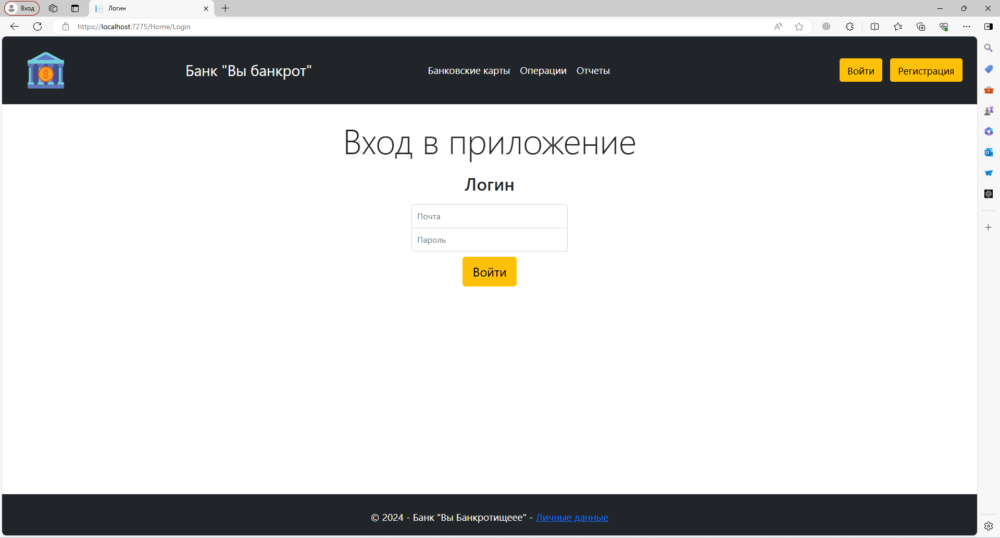 Вход
Логин
https://localhost:7275/Home/Login
Банк "Вы банкрот"
Банковские карты Операции Отчеты
Войти Регистрация
Вход в приложение
Логин
Почта
Пароль
Войти
© 2024 - Банк "Вы Банкротищеее" - Личные данные